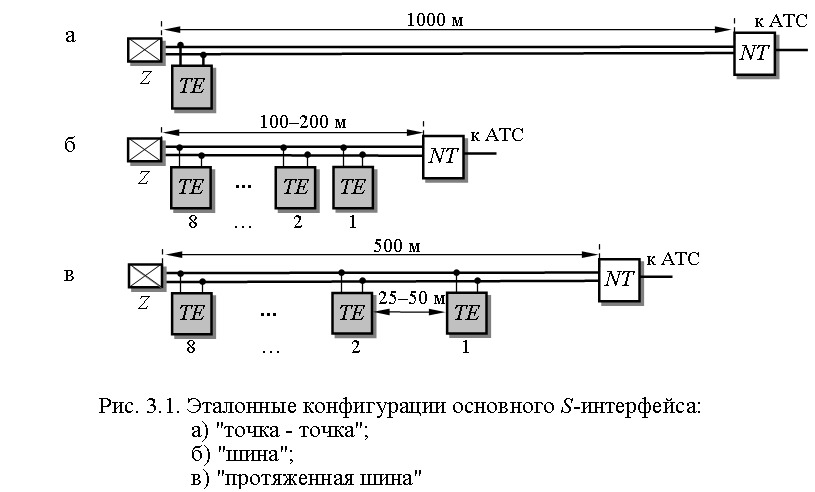 1000 м
а
к АТС
Z
TE
NT
100–200 м
б
к АТС
Z
TE ... TE TE
NT
8 ... 2 1
500 м
в
к АТС
Z
TE ... TE 25–50 м TE
NT
8 ... 2 1
Рис. 3.1. Эталонные конфигурации основного S-интерфейса:
а) "точка - точка";
б) "шина";
в) "протяженная шина"